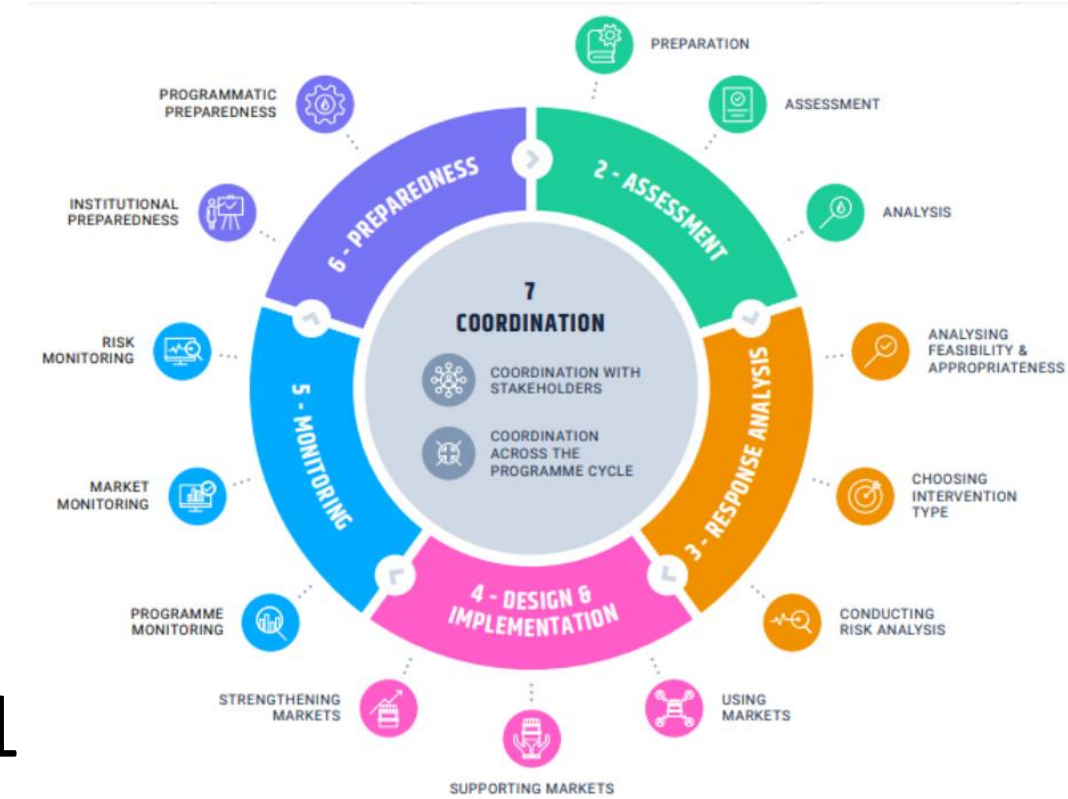 PREPARATION
ASSESSMENT
ANALYSIS
2 - ASSESSMENT
ANALYSING
FEASIBILITY &
APPROPRIATENESS
CHOOSING
INTERVENTION
TYPE
CONDUCTING
RISK ANALYSIS
3 - RESPONSE ANALYSIS
USING
MARKETS
SUPPORTING MARKETS
STRENGTHENING
MARKETS
4 - DESIGN &
IMPLEMENTATION
PROGRAMME
MONITORING
MARKET
MONITORING
RISK
MONITORING
5 - MONITORING
INSTITUTIONAL
PREPAREDNESS
PROGRAMMATIC
PREPAREDNESS
6 - PREPAREDNESS
7
COORDINATION
COORDINATION WITH
STAKEHOLDERS
COORDINATION
ACROSS THE
PROGRAMME CYCLE
1